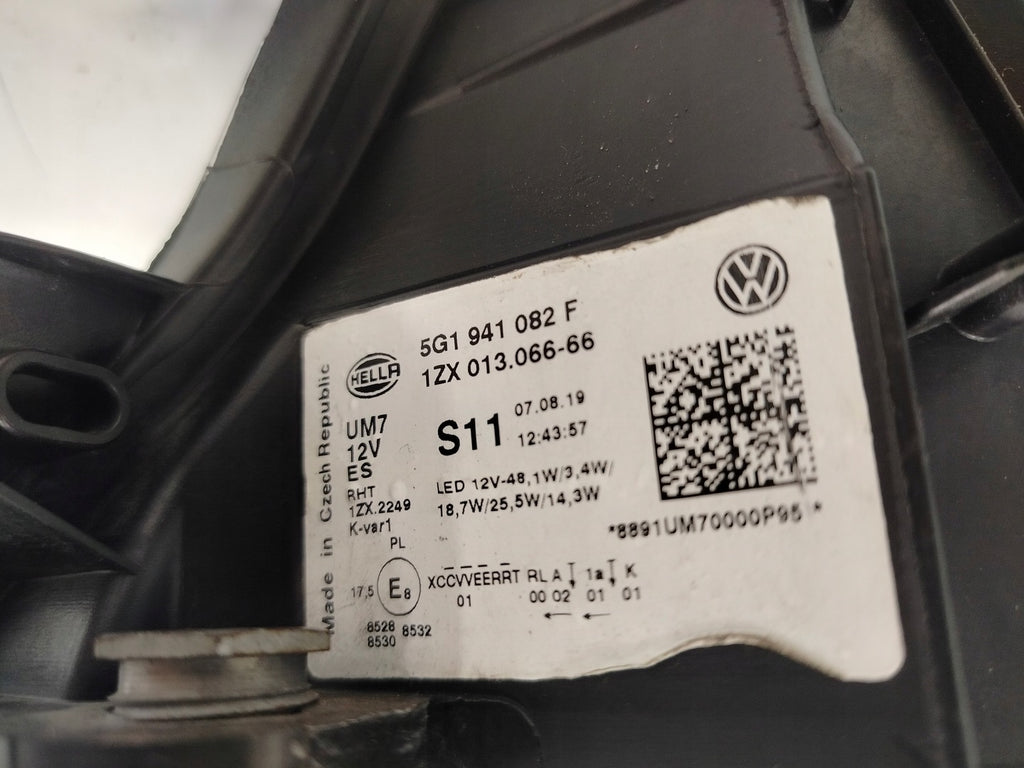 Made in Czech Republic
HELLA
5G1 941 082 F
1ZX 013.066-66
VW
UM7
12V
ES
RHT
1ZX.2249
K-var1
PL
S11
07.08.19
12:43:57
LED 12V-48,1W/3,4W/
18,7W/25,5W/14,3W
*8891UM70000P95 *
17,5 E8
XCCVVEERRT RL A 1a K
01 00 02 01 01
8528 8532
8530